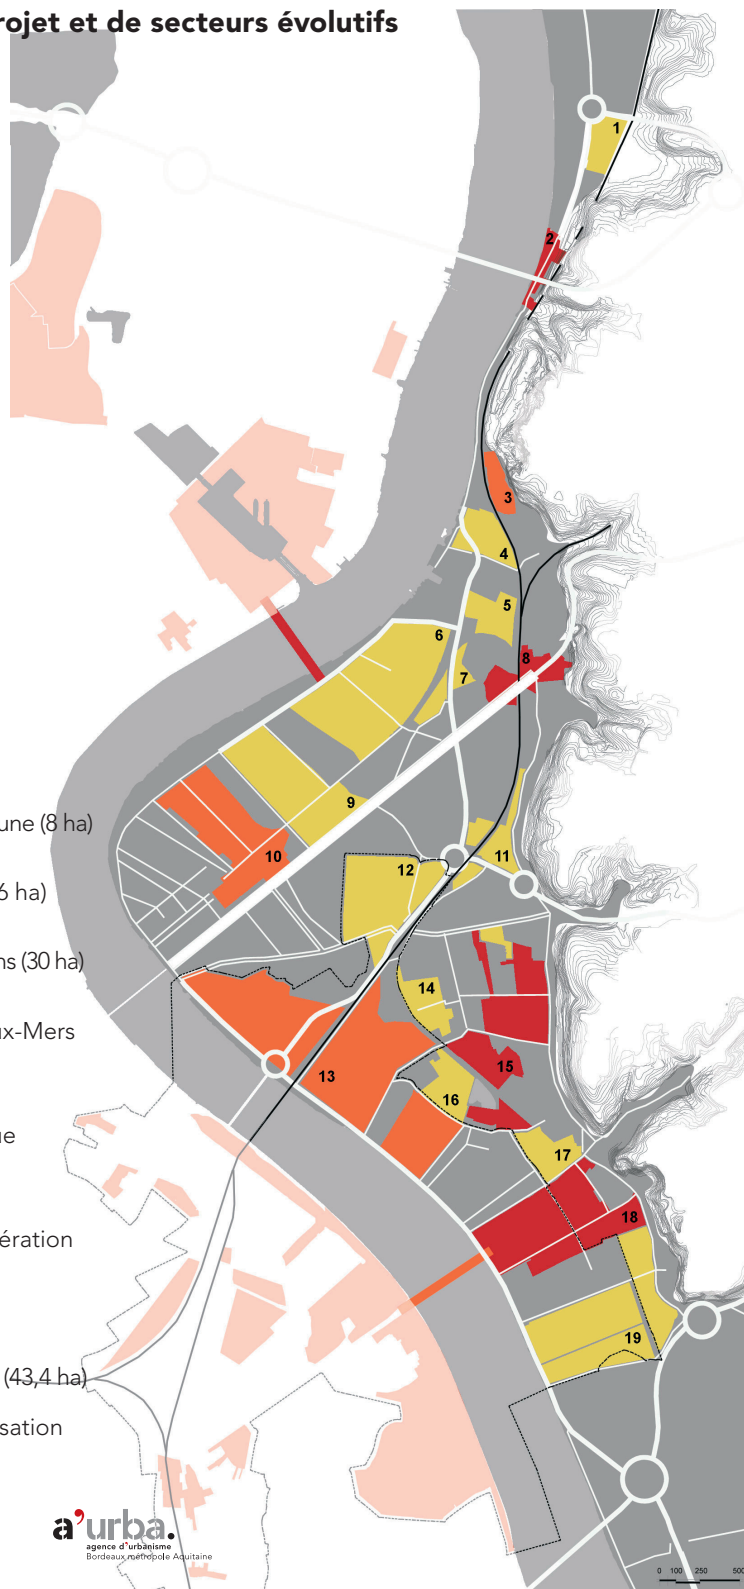 rojet et de secteurs évolutifs
1
2
3
4
5
6
7
8
9
10
11
12
13
14
15
16
17
18
19
une (8 ha)
6 ha)
ns (30 ha)
ux-Mers
ue
ération
(43,4 ha)
sation
a'urba.
agence d'urbanisme
Bordeaux métropole Aquitaine
0 100 250 500